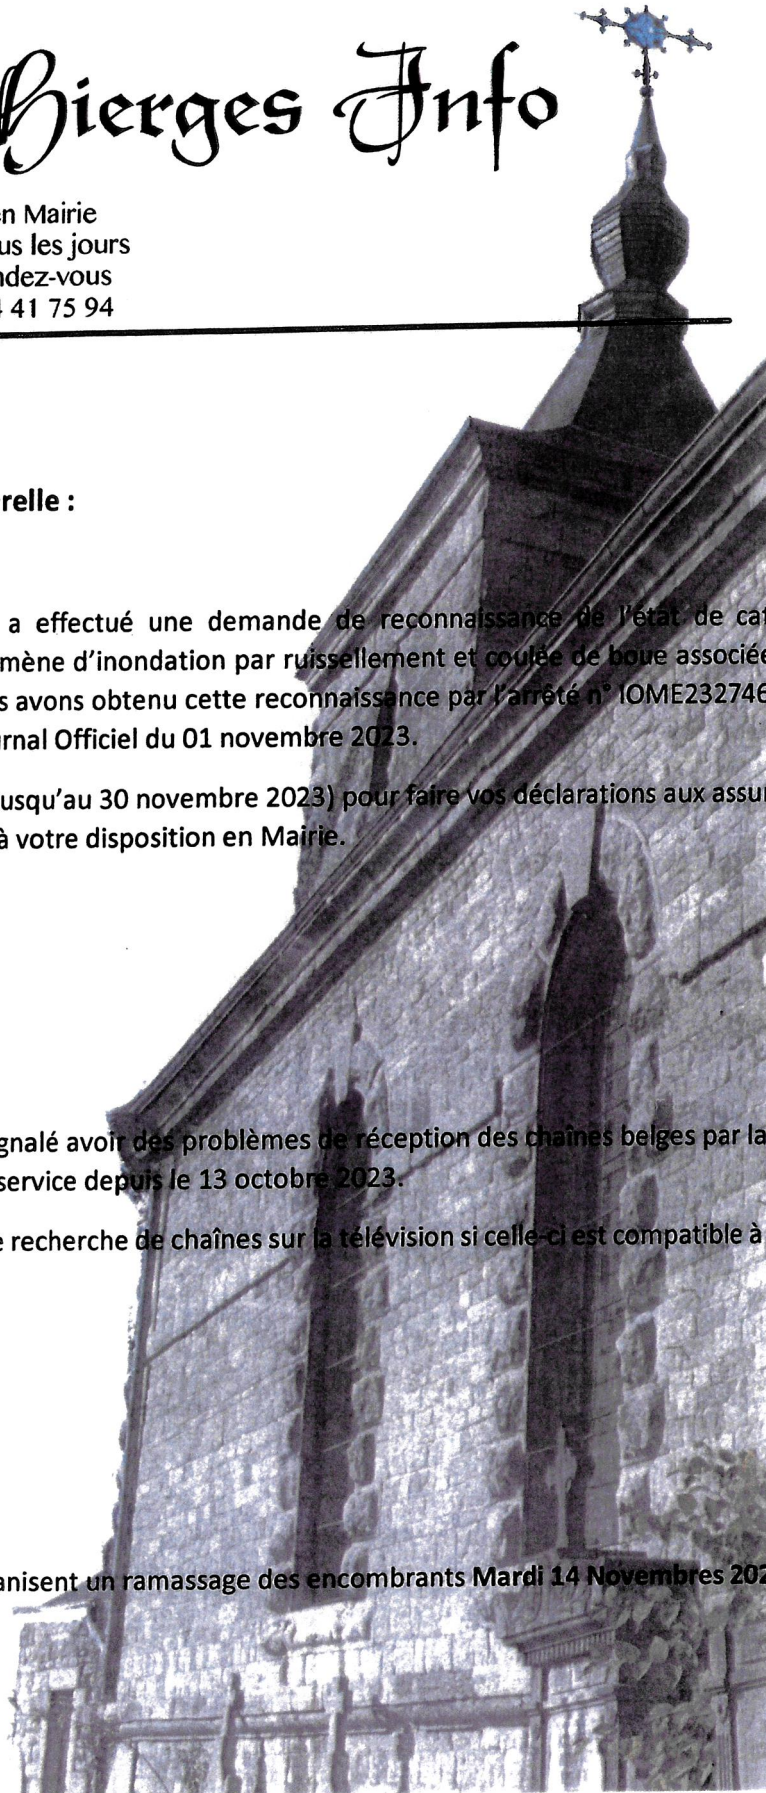 Hierges Info
en Mairie
us les jours
ndez-vous
41 75 94
relle :
a effectué une demande de reconnaissance de l'état de cat
mène d'inondation par ruissellement et coulée de boue associée
s avons obtenu cette reconnaissance par l'arrêté n° IOME232746
rnal Officiel du 01 novembre 2023.
usqu'au 30 novembre 2023) pour faire vos déclarations aux assu
à votre disposition en Mairie.
gnalé avoir des problèmes de réception des chaînes belges par la
service depuis le 13 octobre 2023.
e recherche de chaînes sur la télévision si celle-ci est compatible à
anisent un ramassage des encombrants Mardi 14 Novembres 202